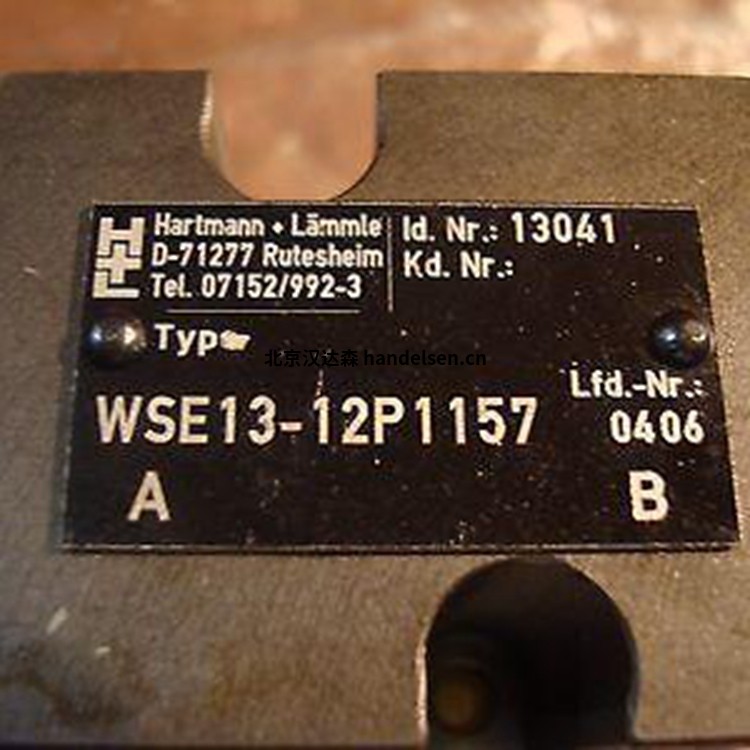 Hartmann + Lämmle
D-71277 Rutesheim
Tel. 07152/992-3
Id. Nr.: 13041
Kd. Nr.:
H+L
Typ
北京汉达森 handelsen.cn
Lfd.-Nr.:
WSE13-12P1157
0406
A B